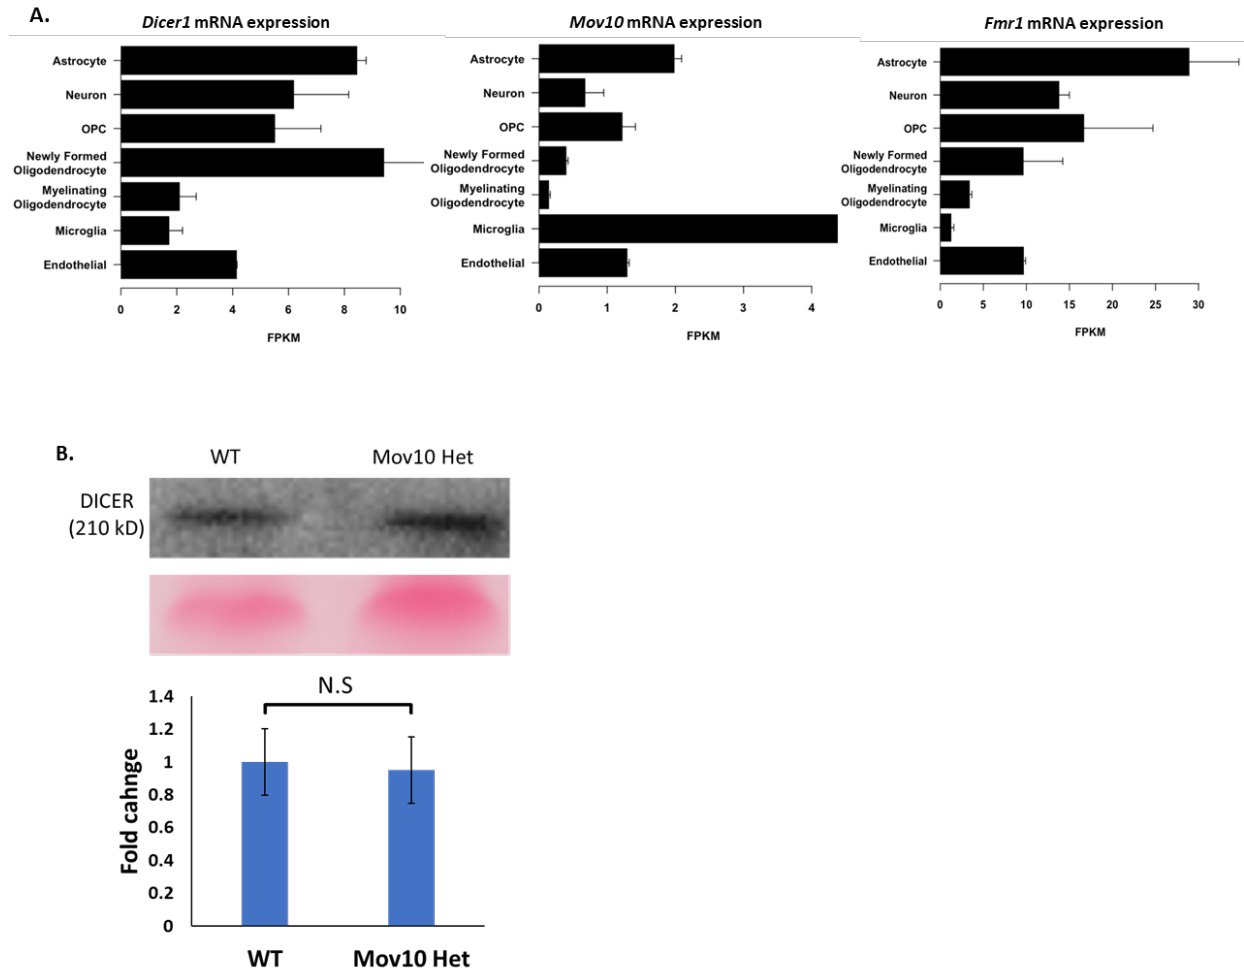 A.
Dicer1 mRNA expression
Astrocyte
Neuron
OPC
Newly Formed
Oligodendrocyte
Myelinating
Oligodendrocyte
Microglia
Endothelial
0 2 4 6 8 10
FPKM
Mov10 mRNA expression
Astrocyte
Neuron
OPC
Newly Formed
Oligodendrocyte
Myelinating
Oligodendrocyte
Microglia
Endothelial
0 1 2 3 4
FPKM
Fmr1 mRNA expression
Astrocyte
Neuron
OPC
Newly Formed
Oligodendrocyte
Myelinating
Oligodendrocyte
Microglia
Endothelial
0 5 10 15 20 25 30
FPKM
B.
WT Mov10 Het
DICER
(210 kD)
N.S
Fold cahnge
1.4
1.2
1
0.8
0.6
0.4
0.2
0
WT Mov10 Het